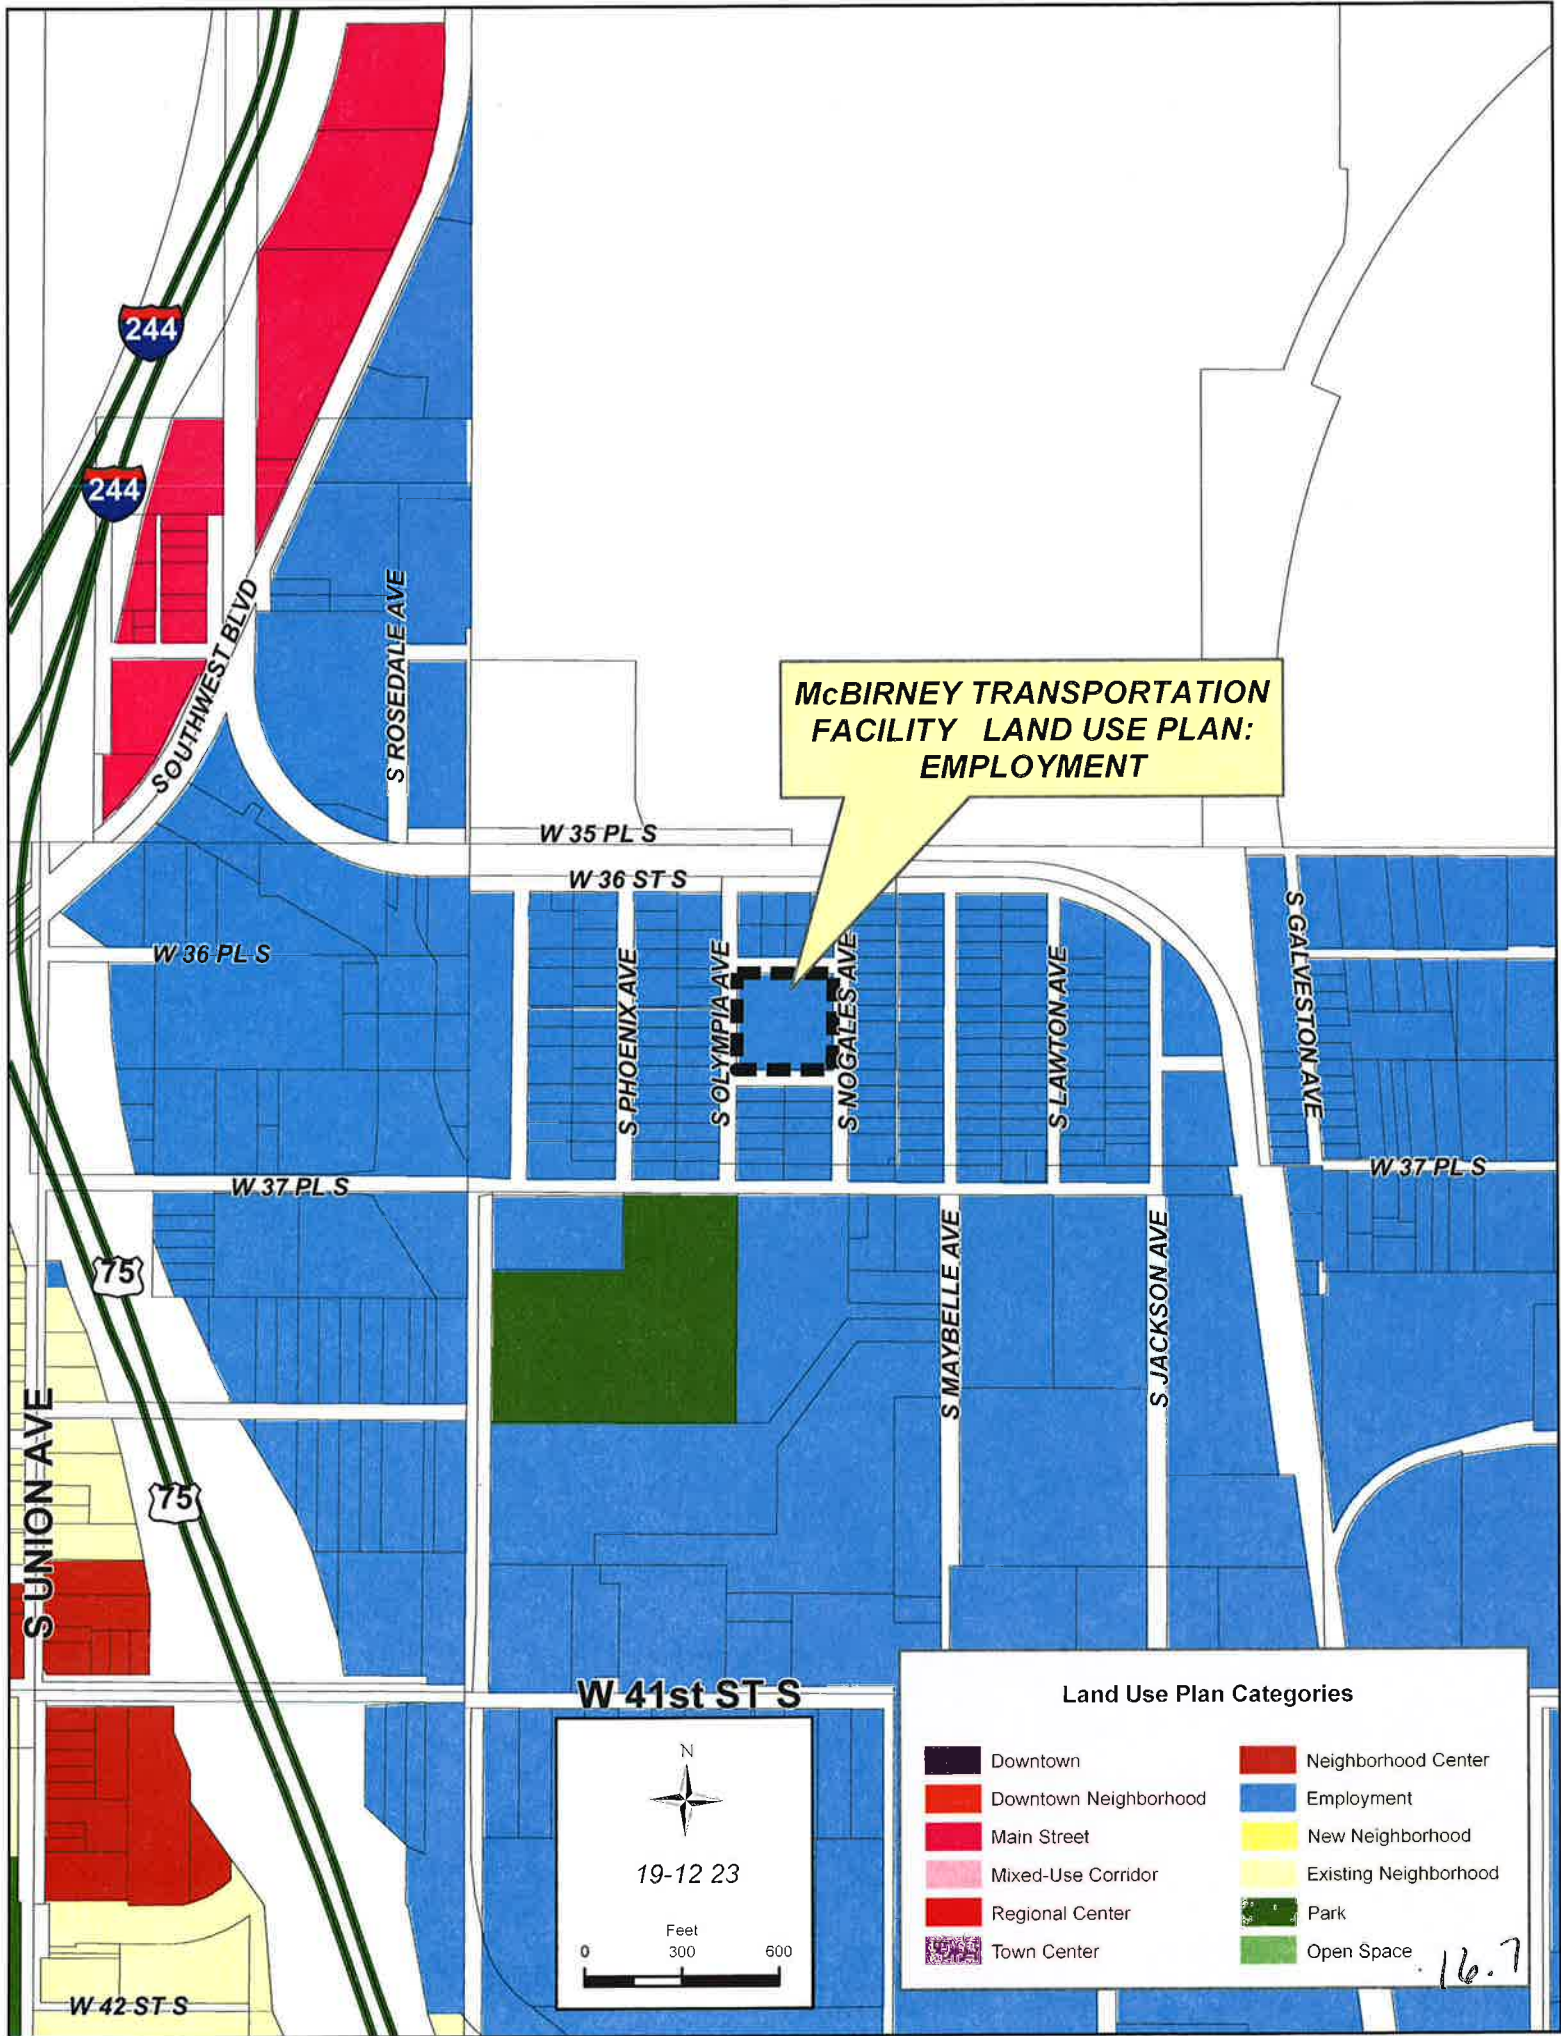 244
244
SOUTHWEST BLVD
S ROSEDALE AVE
McBIRNEY TRANSPORTATION
FACILITY LAND USE PLAN:
EMPLOYMENT
W 35 PL S
W 36 ST S
W 36 PL S
S PHOENIX AVE
S OLYMPIA AVE
S NOGALES AVE
S LAWTON AVE
S GALVESTON AVE
W 37 PL S
W 37 PL S
75
S MAYBELLE AVE
S JACKSON AVE
75
S UNION AVE
W 41st ST S
N
19-12 23
Feet
0 300 600
W 42 ST S
Land Use Plan Categories
Downtown
Downtown Neighborhood
Main Street
Mixed-Use Corridor
Regional Center
Town Center
Neighborhood Center
Employment
New Neighborhood
Existing Neighborhood
Park
Open Space
16.7